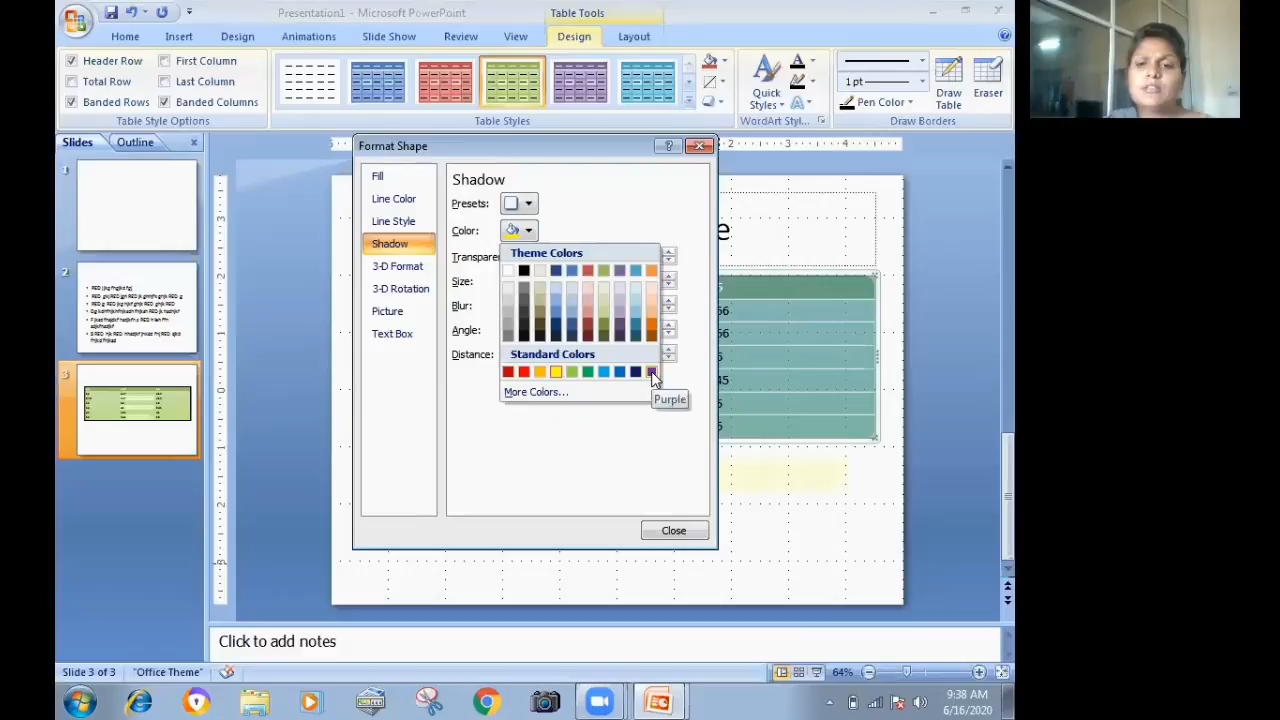 Presentation1 - Microsoft PowerPoint
Table Tools
Home
Insert
Design
Animations
Slide Show
Review
View
Design
Layout
Header Row
First Column
Total Row
Last Column
Banded Rows
Banded Columns
Table Style Options
Table Styles
Quick
Styles
WordArt Styl...
1 pt
Pen Color
Draw
Table
Eraser
Draw Borders
Slides
Outline
1
2
3
Format Shape
Fill
Line Color
Line Style
Shadow
3-D Format
3-D Rotation
Picture
Text Box
Shadow
Presets:
Color:
Transparen
Size:
Blur:
Angle:
Distance:
Theme Colors
Standard Colors
More Colors...
Purple
Close
Click to add notes
Slide 3 of 3
"Office Theme"
64%
9:38 AM
6/16/2020